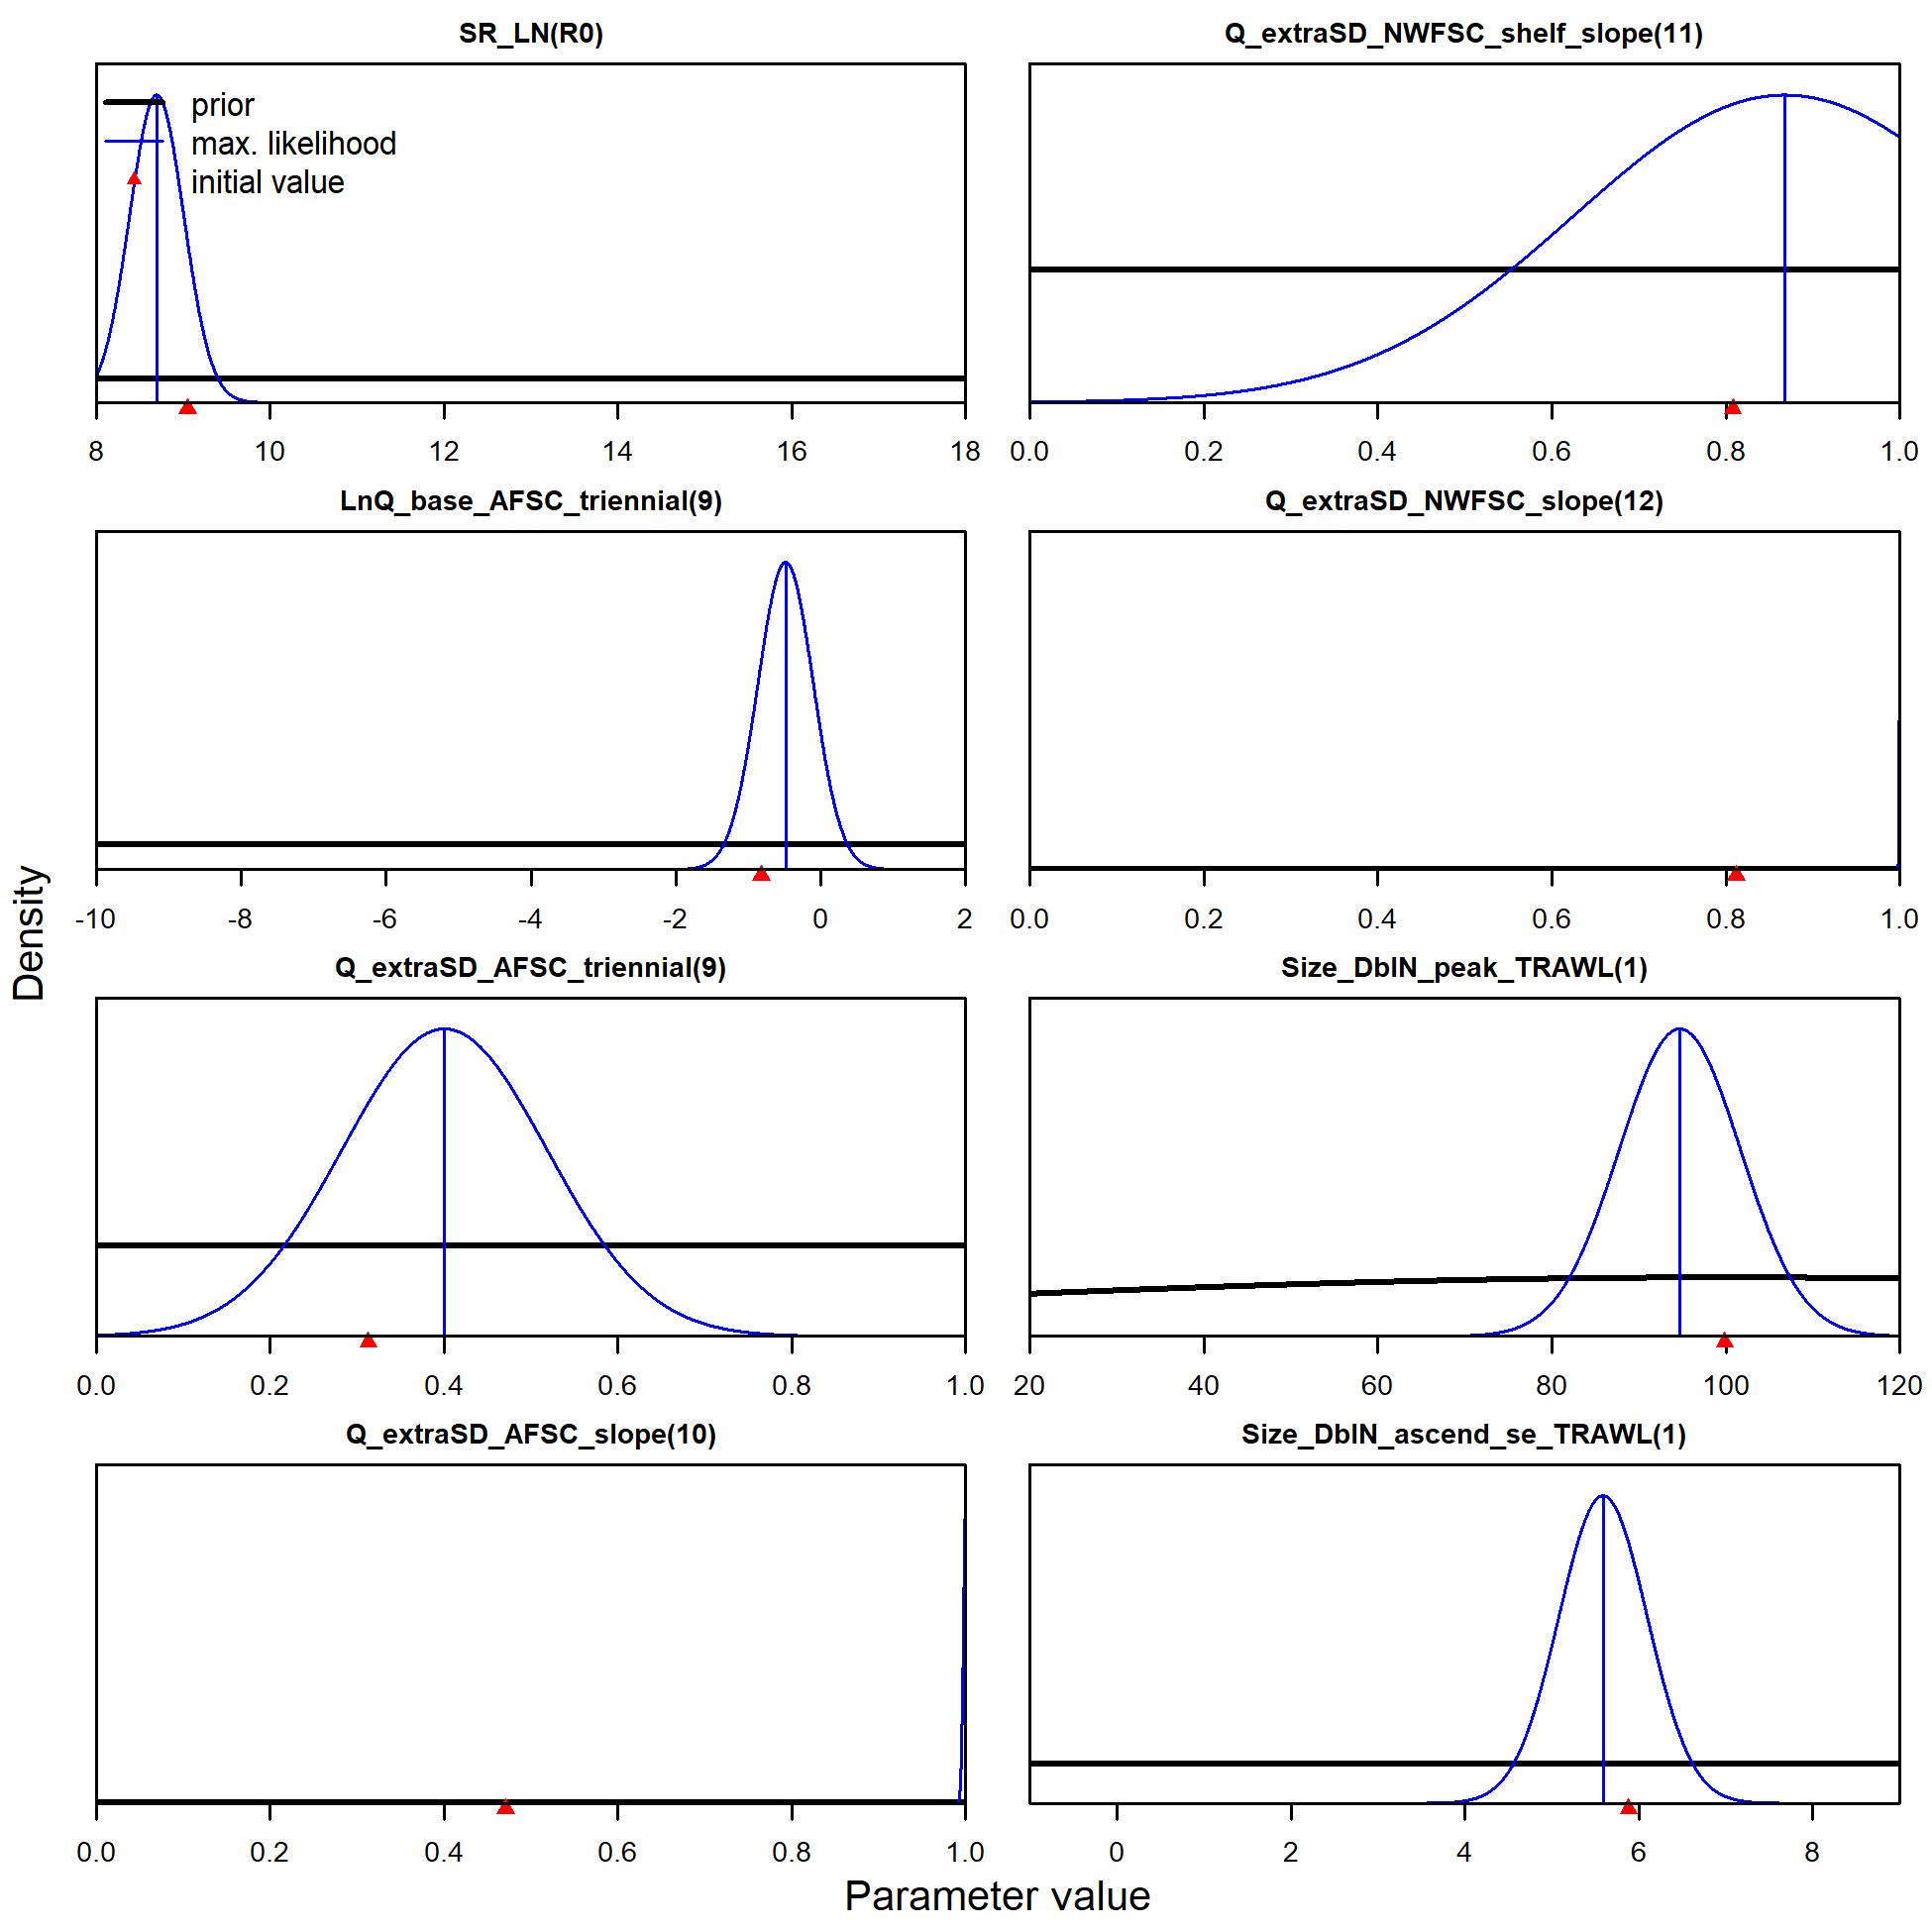 SR_LN(R0)
prior
max. likelihood
initial value
8 10 12 14 16 18
Q_extraSD_NWFSC_shelf_slope(11)
0.0 0.2 0.4 0.6 0.8 1.0
LnQ_base_AFSC_triennial(9)
-10 -8 -6 -4 -2 0 2
Q_extraSD_NWFSC_slope(12)
0.0 0.2 0.4 0.6 0.8 1.0
Density
Q_extraSD_AFSC_triennial(9)
0.0 0.2 0.4 0.6 0.8 1.0
Size_DblN_peak_TRAWL(1)
20 40 60 80 100 120
Q_extraSD_AFSC_slope(10)
0.0 0.2 0.4 0.6 0.8 1.0
Size_DblN_ascend_se_TRAWL(1)
0 2 4 6 8
Parameter value